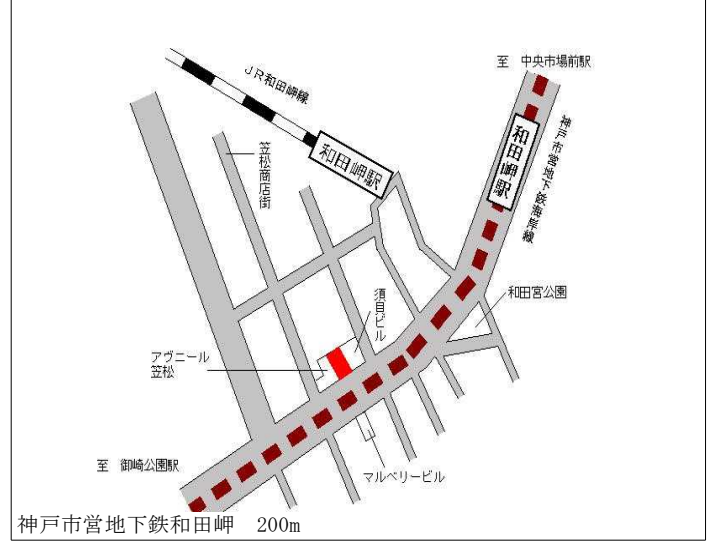 至 中央市場前駅
JR和田岬線
和田岬駅
和田岬駅
神戸市営地下鉄海岸線
笠松商店街
和田宮公園
須貝ビル
アヴニール
笠松
至 御崎公園駅
マルベリービル
神戸市営地下鉄和田岬 200m